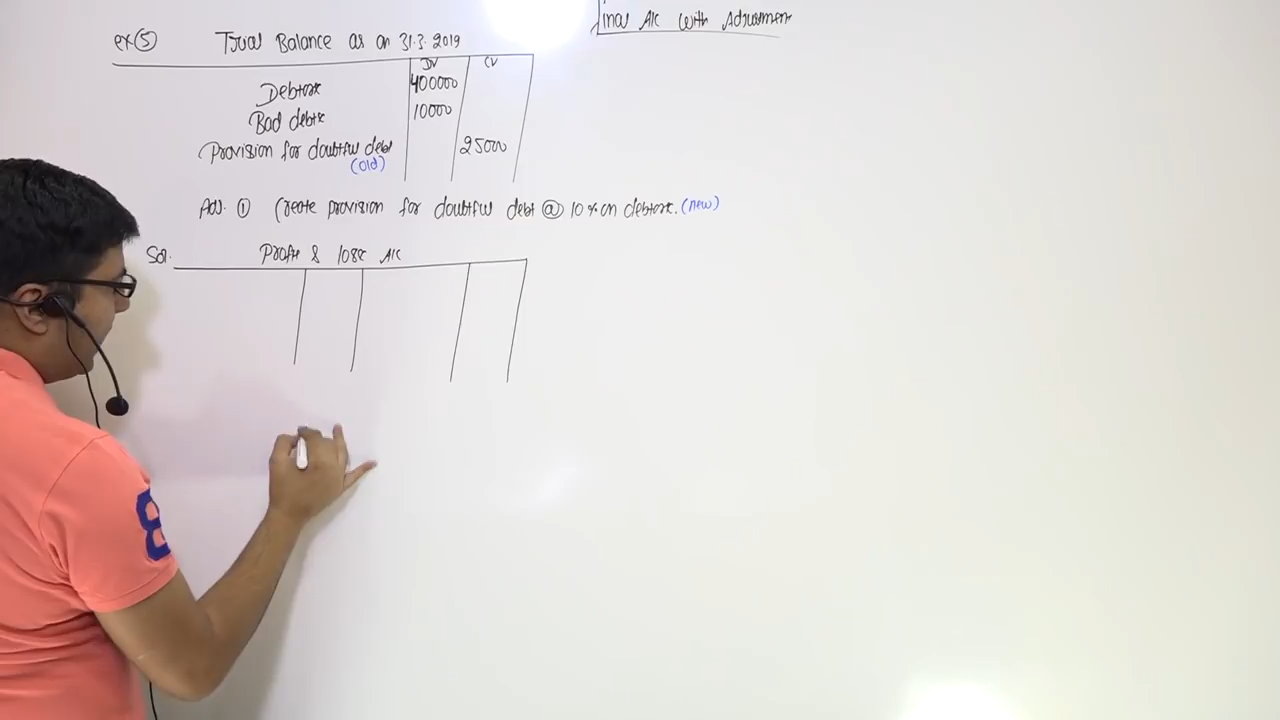 Final A/C With Adjustment
ex ⑤ Trial Balance as on 31.3.2019
Dr Cr
Debtors 400000
Bad debts 10000
Provision for doubtful debt 25000
(Old)
Adj. ① Create provision for doubtful debt @ 10% on debtors. (new)
Sol. Profit & loss A/C
8